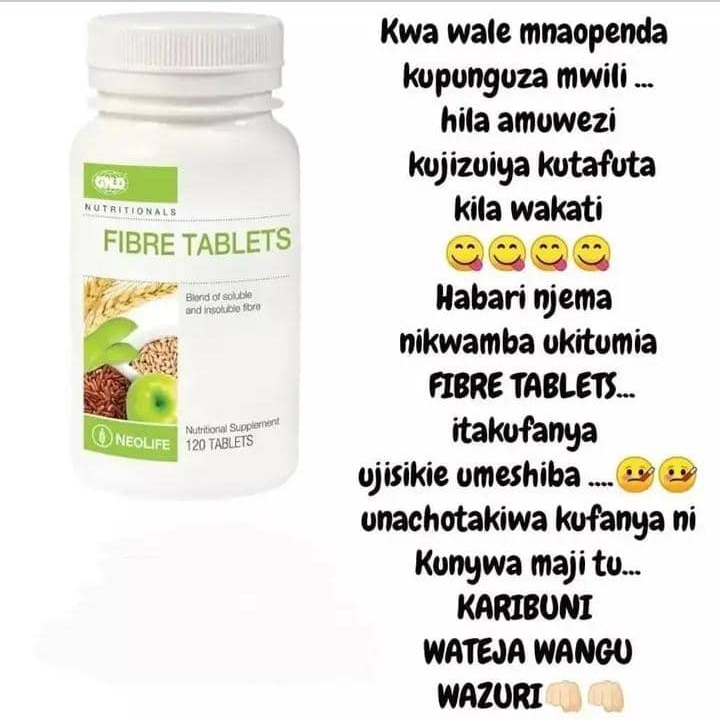 GNLD
NUTRITIONALS
FIBRE TABLETS
Blend of soluble
and insoluble fibre
NEOLIFE
Nutritional Supplement
120 TABLETS
Kwa wale mnaopenda
kupunguza mwili ...
hila amuwezi
kujizuiya kutafuta
kila wakati
😋😋😋😋
Habari njema
nikwamba ukitumia
FIBRE TABLETS...
itakufanya
ujisikie umeshiba ....🤒🤒
unachotakiwa kufanya ni
Kunywa maji tu...
KARIBUNI
WATEJA WANGU
WAZURI👊🏻👊🏻